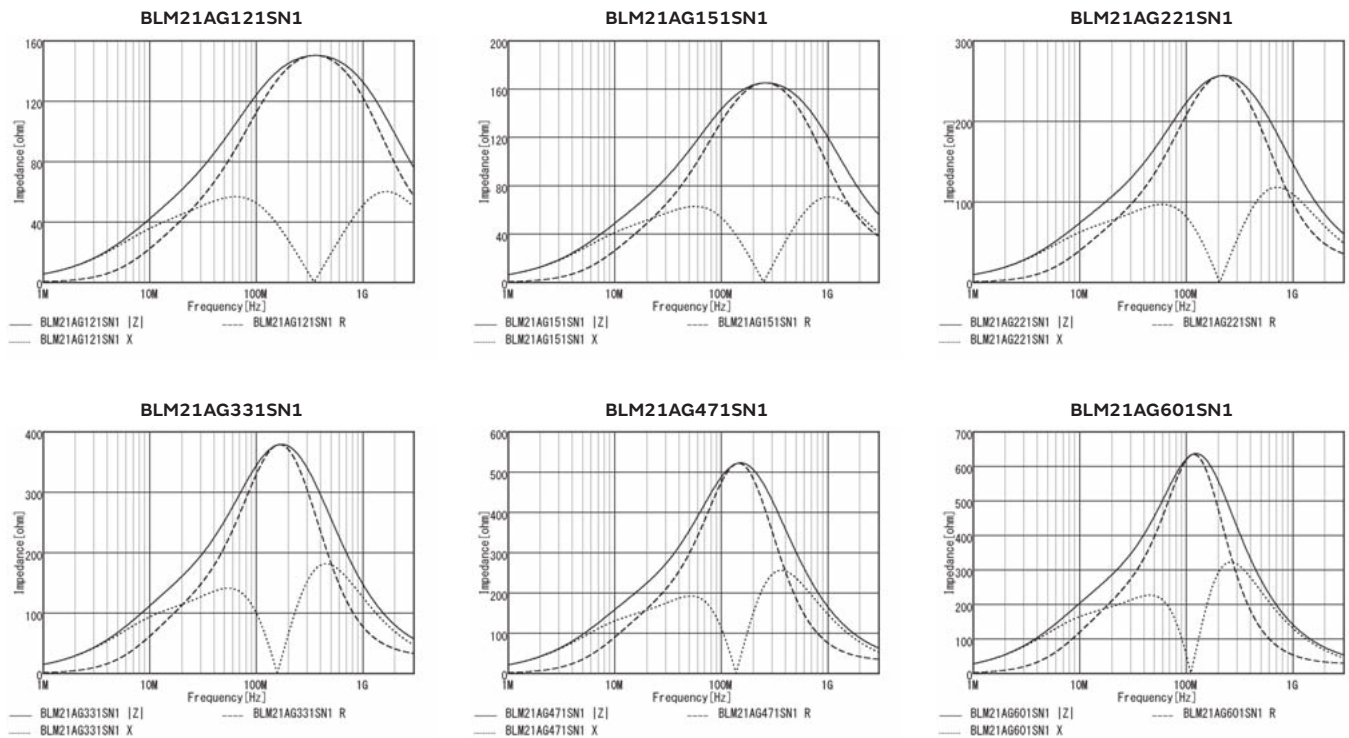 BLM21AG121SN1
160
120
80
40
0
Impedance[ohm]
1M 10M 100M 1G
Frequency[Hz]
BLM21AG121SN1 |Z| BLM21AG121SN1 R
BLM21AG121SN1 X
BLM21AG151SN1
200
160
120
80
40
0
Impedance[ohm]
1M 10M 100M 1G
Frequency[Hz]
BLM21AG151SN1 |Z| BLM21AG151SN1 R
BLM21AG151SN1 X
BLM21AG221SN1
300
200
100
0
Impedance[ohm]
1M 10M 100M 1G
Frequency[Hz]
BLM21AG221SN1 |Z| BLM21AG221SN1 R
BLM21AG221SN1 X
BLM21AG331SN1
400
300
200
100
0
Impedance[ohm]
1M 10M 100M 1G
Frequency[Hz]
BLM21AG331SN1 |Z| BLM21AG331SN1 R
BLM21AG331SN1 X
BLM21AG471SN1
600
500
400
300
200
100
0
Impedance[ohm]
1M 10M 100M 1G
Frequency[Hz]
BLM21AG471SN1 |Z| BLM21AG471SN1 R
BLM21AG471SN1 X
BLM21AG601SN1
700
600
500
400
300
200
100
0
Impedance[ohm]
1M 10M 100M 1G
Frequency[Hz]
BLM21AG601SN1 |Z| BLM21AG601SN1 R
BLM21AG601SN1 X